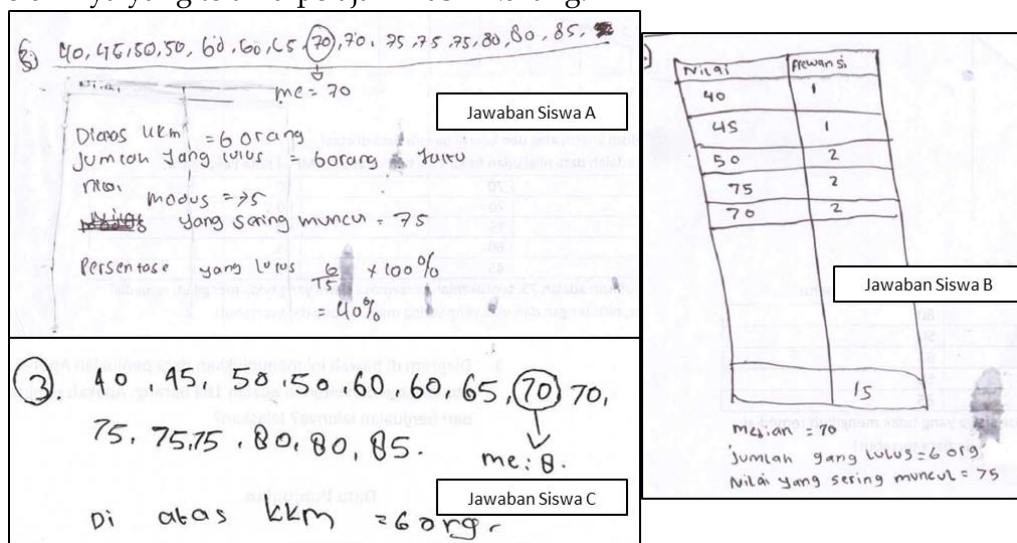 40, 45, 50, 50, 60, 60, 65, 70, 70, 75, 75, 75, 80, 80, 85,
me = 70
Jawaban Siswa A
Diatas KKm = 6 orang
Jumlah yang lulus = 6 orang
modus = 75
yang sering muncul = 75
Persentase yang lulus 6/15 x 100%
= 40%
3. 40, 45, 50, 50, 60, 60, 65, 70, 70,
75, 75, 75, 80, 80, 85.
me: 8.
Jawaban Siswa C
Di atas kkm = 6 org.
Nilai
40 1
45 1
50 2
75 2
70 2
Jawaban Siswa B
15
Median = 70
Jumlah yang lulus = 6 org
Nilai yang sering muncul = 75